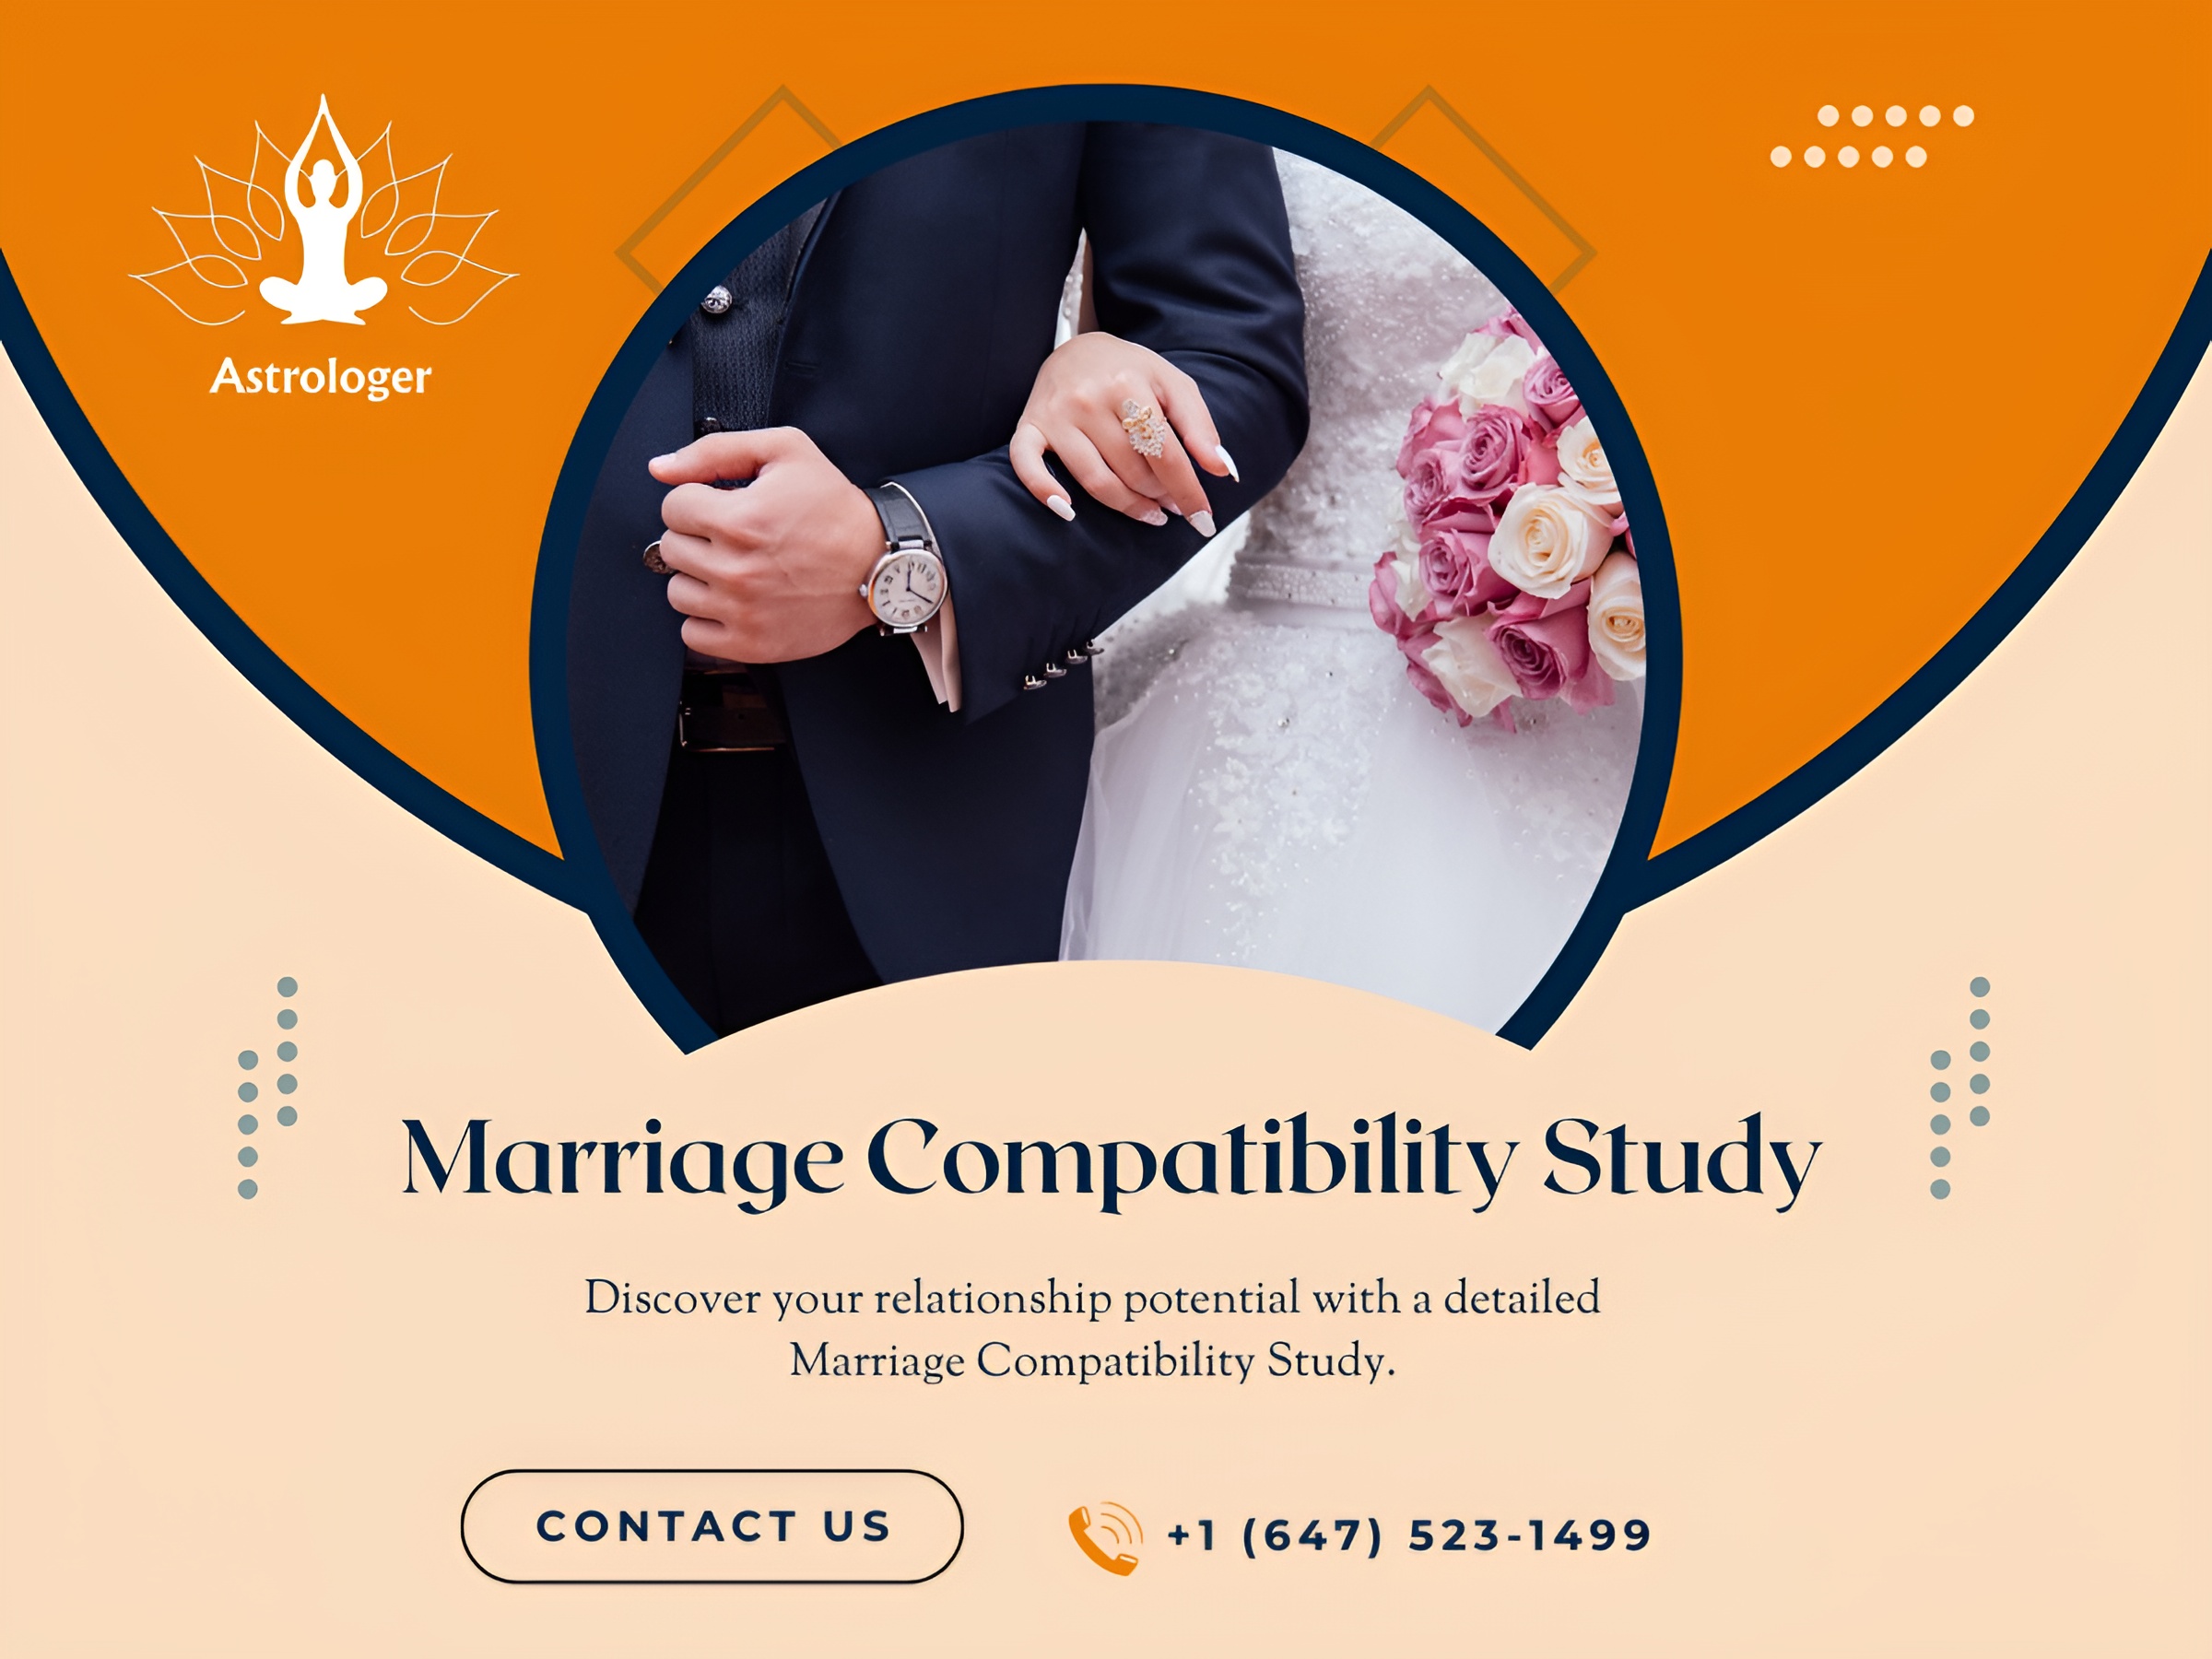 Astrologer
Marriage Compatibility Study
Discover your relationship potential with a detailed
Marriage Compatibility Study.
CONTACT US
+1 (647) 523-1499